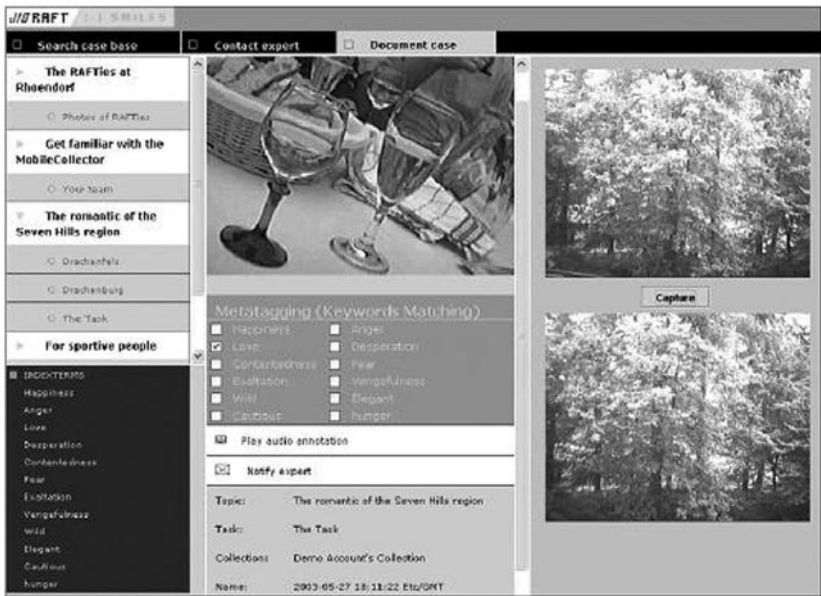 RAFT
SMILES
Search case base
Contact expert
Document case
The RAFTies at
Rhoendorf
Photos of RAFTies
Get familiar with the
MobileCollector
Your team
The romantic of the
Seven Hills region
Drachenfels
Drachenburg
The Task
For sportive people
INDEXTERMS
Happiness
Anger
Love
Desperation
Contentedness
Fear
Exaltation
Vengefulness
Wild
Elegant
Cautious
hunger
Metatagging (Keywords Matching)
Happiness Anger
Love Desperation
Contentedness Fear
Exaltation Vengefulness
Wild Elegant
Cautious hunger
Play audio annotation
Notify expert
Topic: The romantic of the Seven Hills region
Task: The Task
Collection: Demo Account's Collection
Name: 2003-05-27 18:11:22 Etc/GMT
Capture